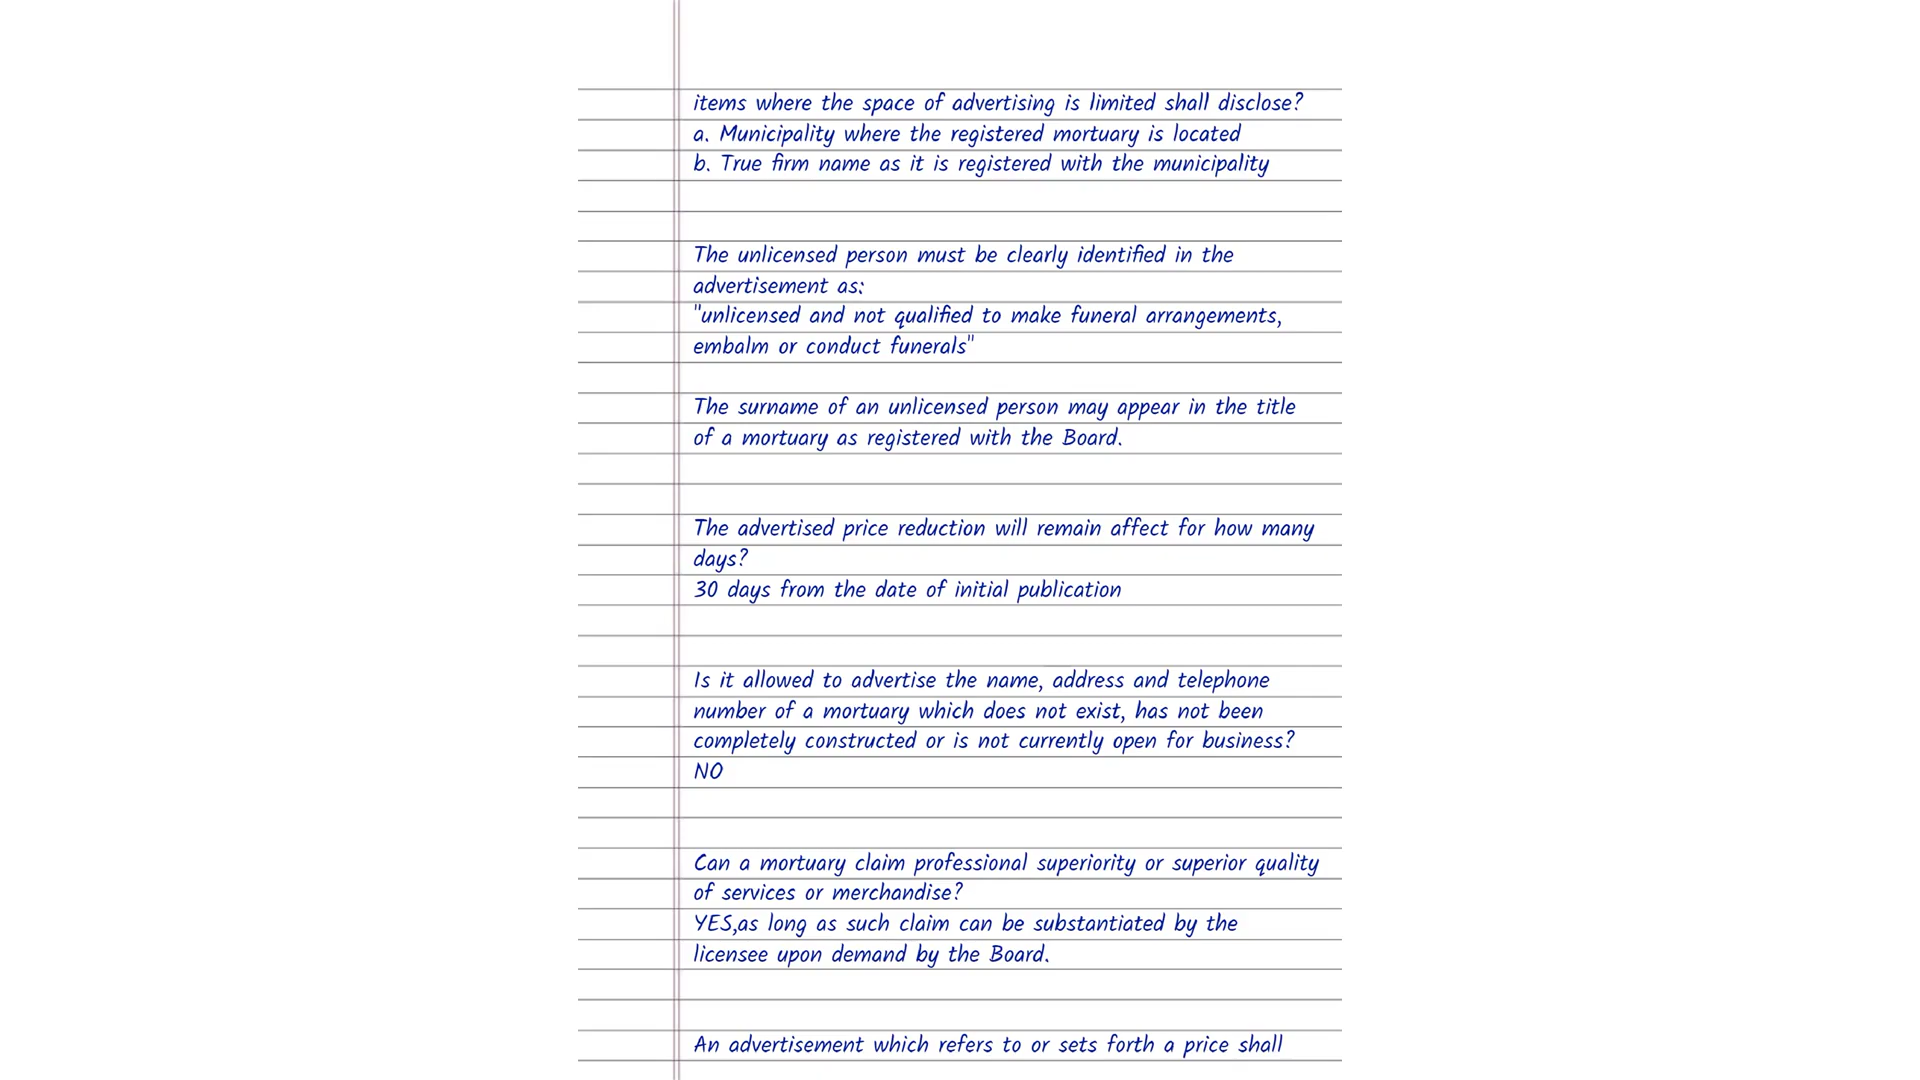 items where the space of advertising is limited shall disclose?
a. Municipality where the registered mortuary is located
b. True firm name as it is registered with the municipality
The unlicensed person must be clearly identified in the
advertisement as:
"unlicensed and not qualified to make funeral arrangements,
embalm or conduct funerals"
The surname of an unlicensed person may appear in the title
of a mortuary as registered with the Board.
The advertised price reduction will remain affect for how many
days?
30 days from the date of initial publication
Is it allowed to advertise the name, address and telephone
number of a mortuary which does not exist, has not been
completely constructed or is not currently open for business?
NO
Can a mortuary claim professional superiority or superior quality
of services or merchandise?
YES,as long as such claim can be substantiated by the
licensee upon demand by the Board.
An advertisement which refers to or sets forth a price shall